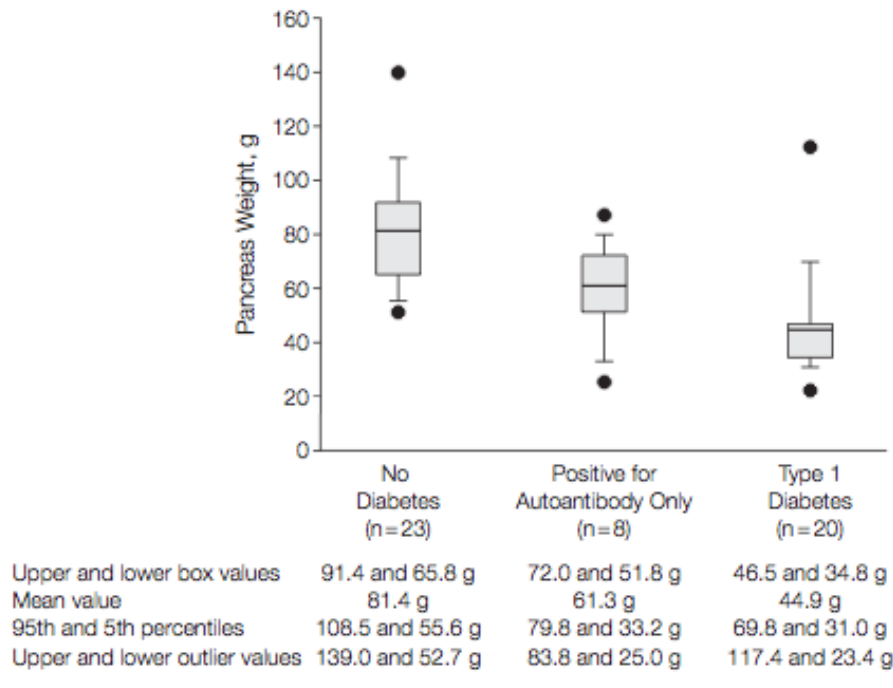 160
140
120
100
80
60
40
20
0
Pancreas Weight, g
No Diabetes (n=23)
Positive for Autoantibody Only (n=8)
Type 1 Diabetes (n=20)
Upper and lower box values 91.4 and 65.8 g 72.0 and 51.8 g 46.5 and 34.8 g
Mean value 81.4 g 61.3 g 44.9 g
95th and 5th percentiles 108.5 and 55.6 g 79.8 and 33.2 g 69.8 and 31.0 g
Upper and lower outlier values 139.0 and 52.7 g 83.8 and 25.0 g 117.4 and 23.4 g